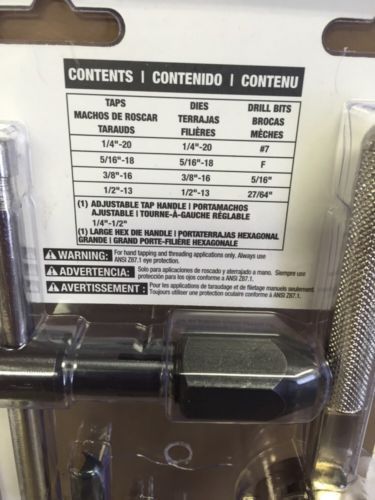 CONTENTS | CONTENIDO | CONTENU
TAPS DIES DRILL BITS
MACHOS DE ROSCAR TERRAJAS BROCAS
TARAUDS FILIÈRES MÈCHES
1/4"-20 1/4"-20 #7
5/16"-18 5/16"-18 F
3/8"-16 3/8"-16 5/16"
1/2"-13 1/2"-13 27/64"
(1) ADJUSTABLE TAP HANDLE | PORTAMACHOS
AJUSTABLE | TOURNE-À-GAUCHE RÉGLABLE
1/4"-1/2"
(1) LARGE HEX DIE HANDLE | PORTATERRAJAS HEXAGONAL
GRANDE | GRAND PORTE-FILIÈRE HEXAGONALE
WARNING: For hand tapping and threading applications only. Always use
ANSI Z87.1 eye protection.
ADVERTENCIA: Solo para aplicaciones de roscado y aterrajado a mano. Siempre use
protección para los ojos conforme a ANSI Z87.1.
AVERTISSEMENT : Pour les applications de taraudage et de filetage manuels seulement.
Toujours utiliser une protection oculaire conforme à ANSI Z87.1.